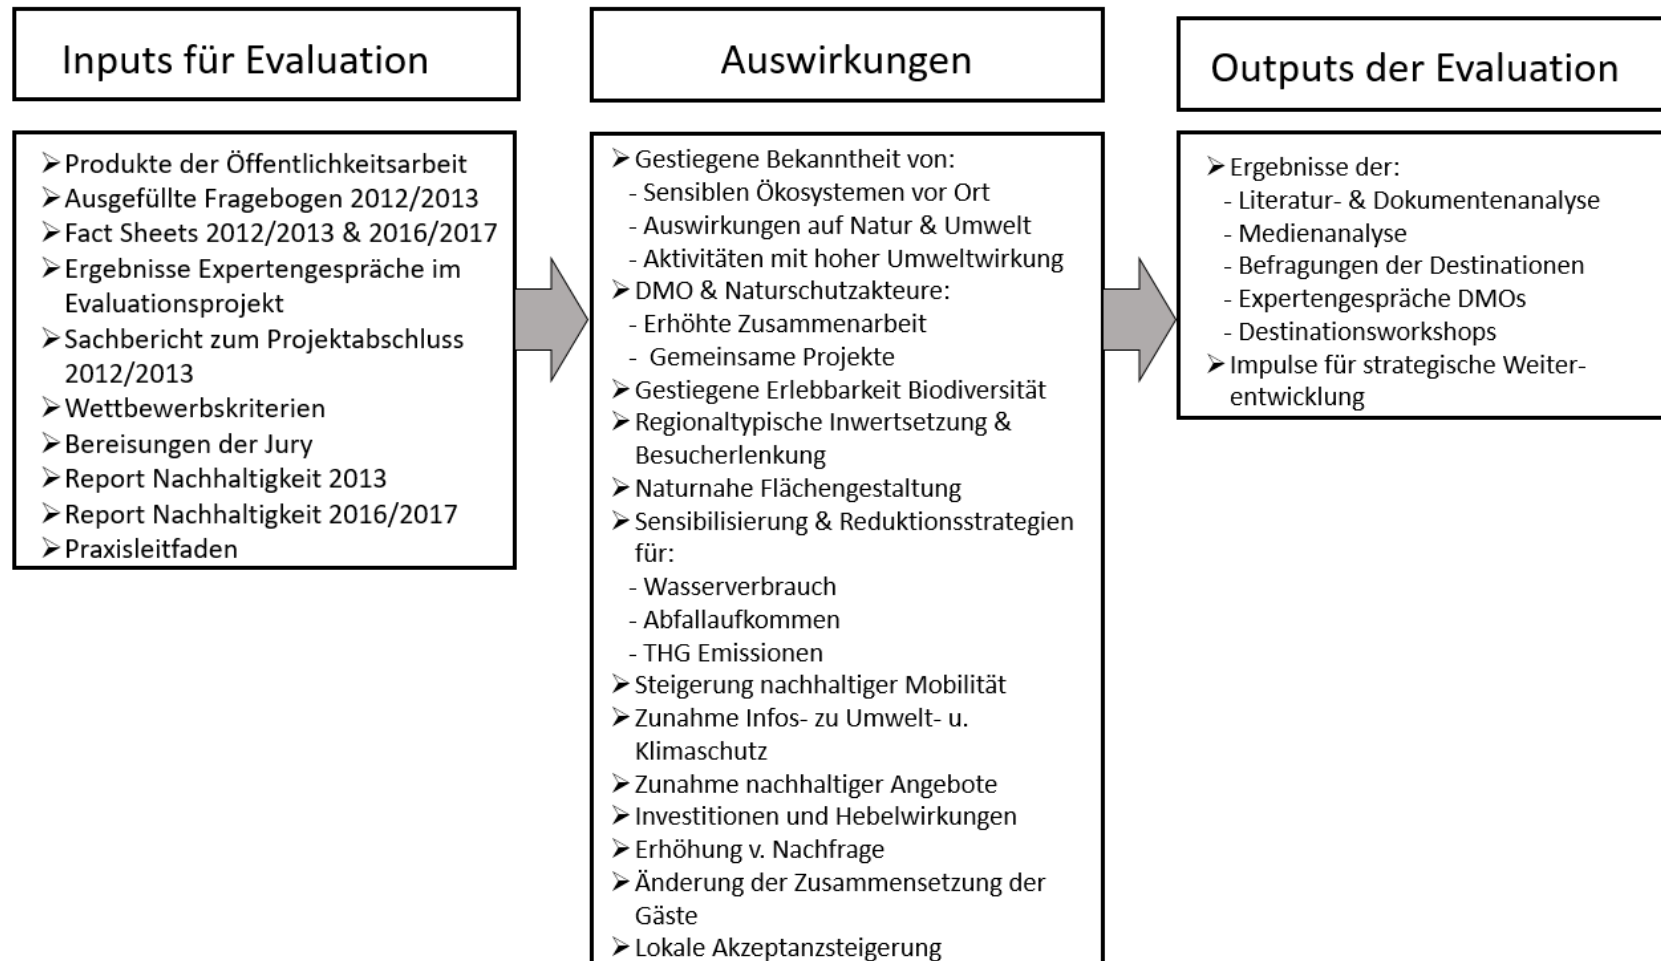 Inputs für Evaluation
➢Produkte der Öffentlichkeitsarbeit
➢Ausgefüllte Fragebogen 2012/2013
➢Fact Sheets 2012/2013 & 2016/2017
➢Ergebnisse Expertengespräche im
Evaluationsprojekt
➢Sachbericht zum Projektabschluss
2012/2013
➢Wettbewerbskriterien
➢Bereisungen der Jury
➢Report Nachhaltigkeit 2013
➢Report Nachhaltigkeit 2016/2017
➢Praxisleitfaden
Auswirkungen
➢Gestiegene Bekanntheit von:
- Sensiblen Ökosystemen vor Ort
- Auswirkungen auf Natur & Umwelt
- Aktivitäten mit hoher Umweltwirkung
➢DMO & Naturschutzakteure:
- Erhöhte Zusammenarbeit
- Gemeinsame Projekte
➢Gestiegene Erlebbarkeit Biodiversität
➢Regionaltypische Inwertsetzung &
Besucherlenkung
➢Naturnahe Flächengestaltung
➢Sensibilisierung & Reduktionsstrategien
für:
- Wasserverbrauch
- Abfallaufkommen
- THG Emissionen
➢Steigerung nachhaltiger Mobilität
➢Zunahme Infos- zu Umwelt- u.
Klimaschutz
➢Zunahme nachhaltiger Angebote
➢Investitionen und Hebelwirkungen
➢Erhöhung v. Nachfrage
➢Änderung der Zusammensetzung der
Gäste
➢Lokale Akzeptanzsteigerung
Outputs der Evaluation
➢Ergebnisse der:
- Literatur- & Dokumentenanalyse
- Medienanalyse
- Befragungen der Destinationen
- Expertengespräche DMOs
- Destinationsworkshops
➢Impulse für strategische Weiter-
entwicklung